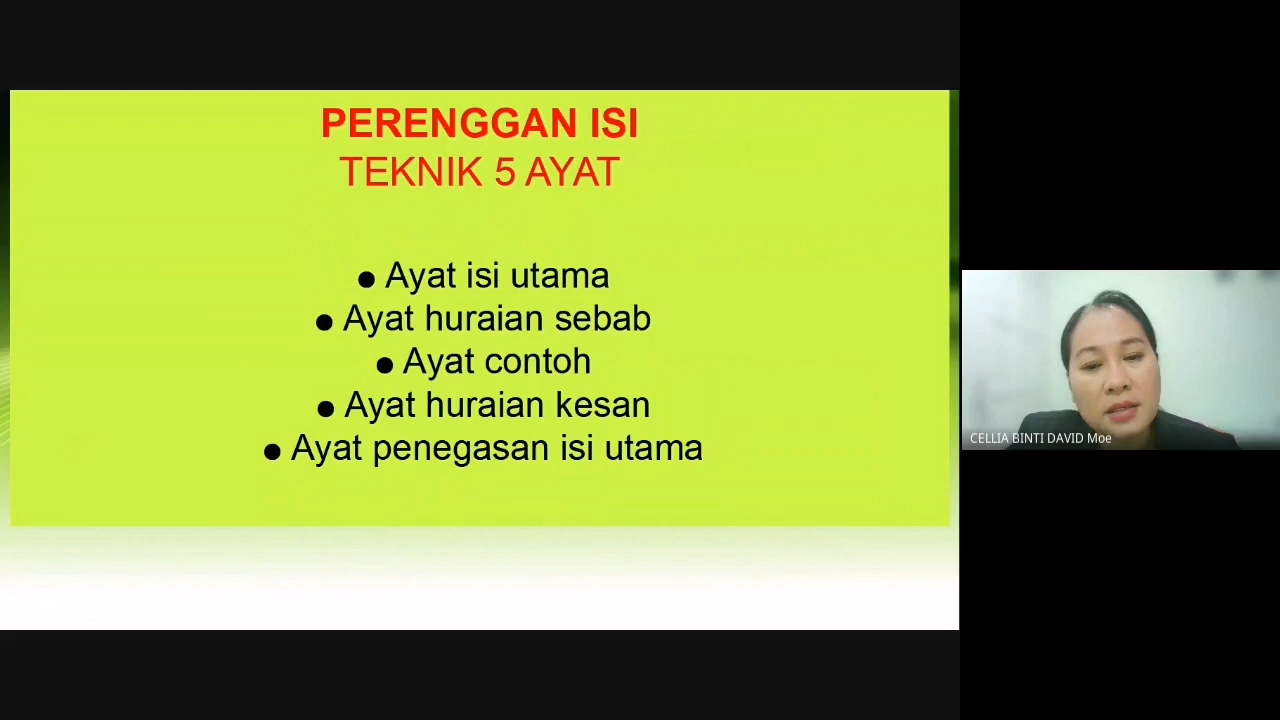 PERENGGAN ISI
TEKNIK 5 AYAT
● Ayat isi utama
● Ayat huraian sebab
● Ayat contoh
● Ayat huraian kesan
● Ayat penegasan isi utama
CELLIA BINTI DAVID Moe